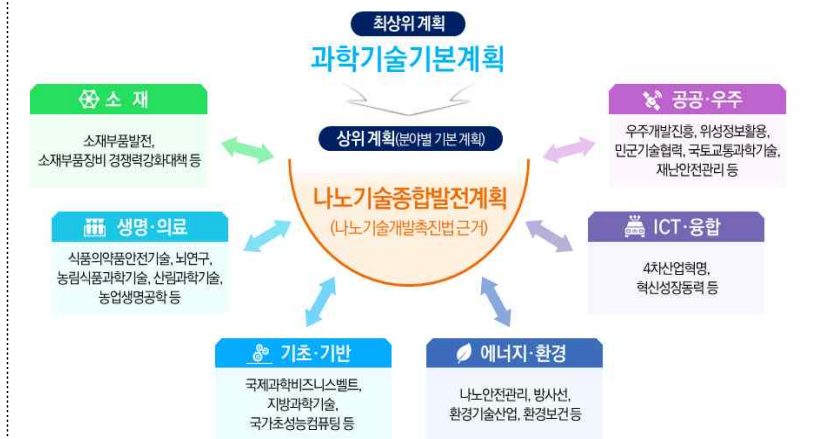 최상위 계획
과학기술기본계획
상위 계획(분야별 기본 계획)
나노기술종합발전계획
(나노기술개발촉진법 근거)
소 재
소재부품발전,
소재부품장비 경쟁력강화대책 등
생명·의료
식품의약품안전기술, 뇌연구,
농림식품과학기술, 산림과학기술,
농업생명공학 등
기초·기반
국제과학비즈니스벨트,
지방과학기술,
국가초성능컴퓨팅 등
에너지·환경
나노안전관리, 방사선,
환경기술산업, 환경보건 등
ICT·융합
4차산업혁명,
혁신성장동력 등
공공·우주
우주개발진흥, 위성정보활용,
민군기술협력, 국토교통과학기술,
재난안전관리 등